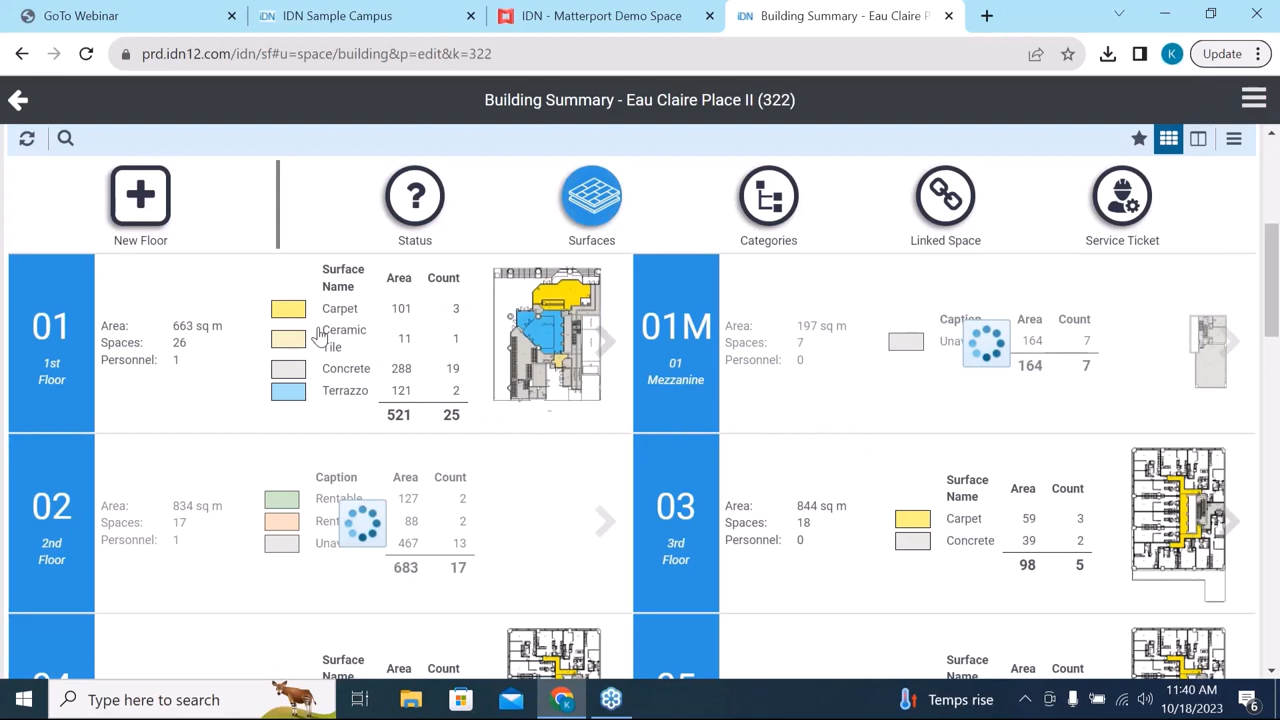 GoTo Webinar
IDN IDN Sample Campus
IDN - Matterport Demo Space
IDN Building Summary - Eau Claire P
prd.idn12.com/idn/sf#u=space/building&p=edit&k=322
K
Update
Building Summary - Eau Claire Place II (322)
New Floor
Status
Surfaces
Categories
Linked Space
Service Ticket
01
1st
Floor
Area: 663 sq m
Spaces: 26
Personnel: 1
Surface
Name Area Count
Carpet 101 3
Ceramic
Tile 11 1
Concrete 288 19
Terrazzo 121 2
521 25
01M
01
Mezzanine
Area: 197 sq m
Spaces: 7
Personnel: 0
Area Count
164 7
164 7
02
2nd
Floor
Area: 834 sq m
Spaces: 17
Personnel: 1
Caption Area Count
Rentable 127 2
88 2
467 13
683 17
03
3rd
Floor
Area: 844 sq m
Spaces: 18
Personnel: 0
Surface
Name Area Count
Carpet 59 3
Concrete 39 2
98 5
Surface
Name Area Count
Surface
Name Area Count
Type here to search
Temps rise
11:40 AM
10/18/2023
6